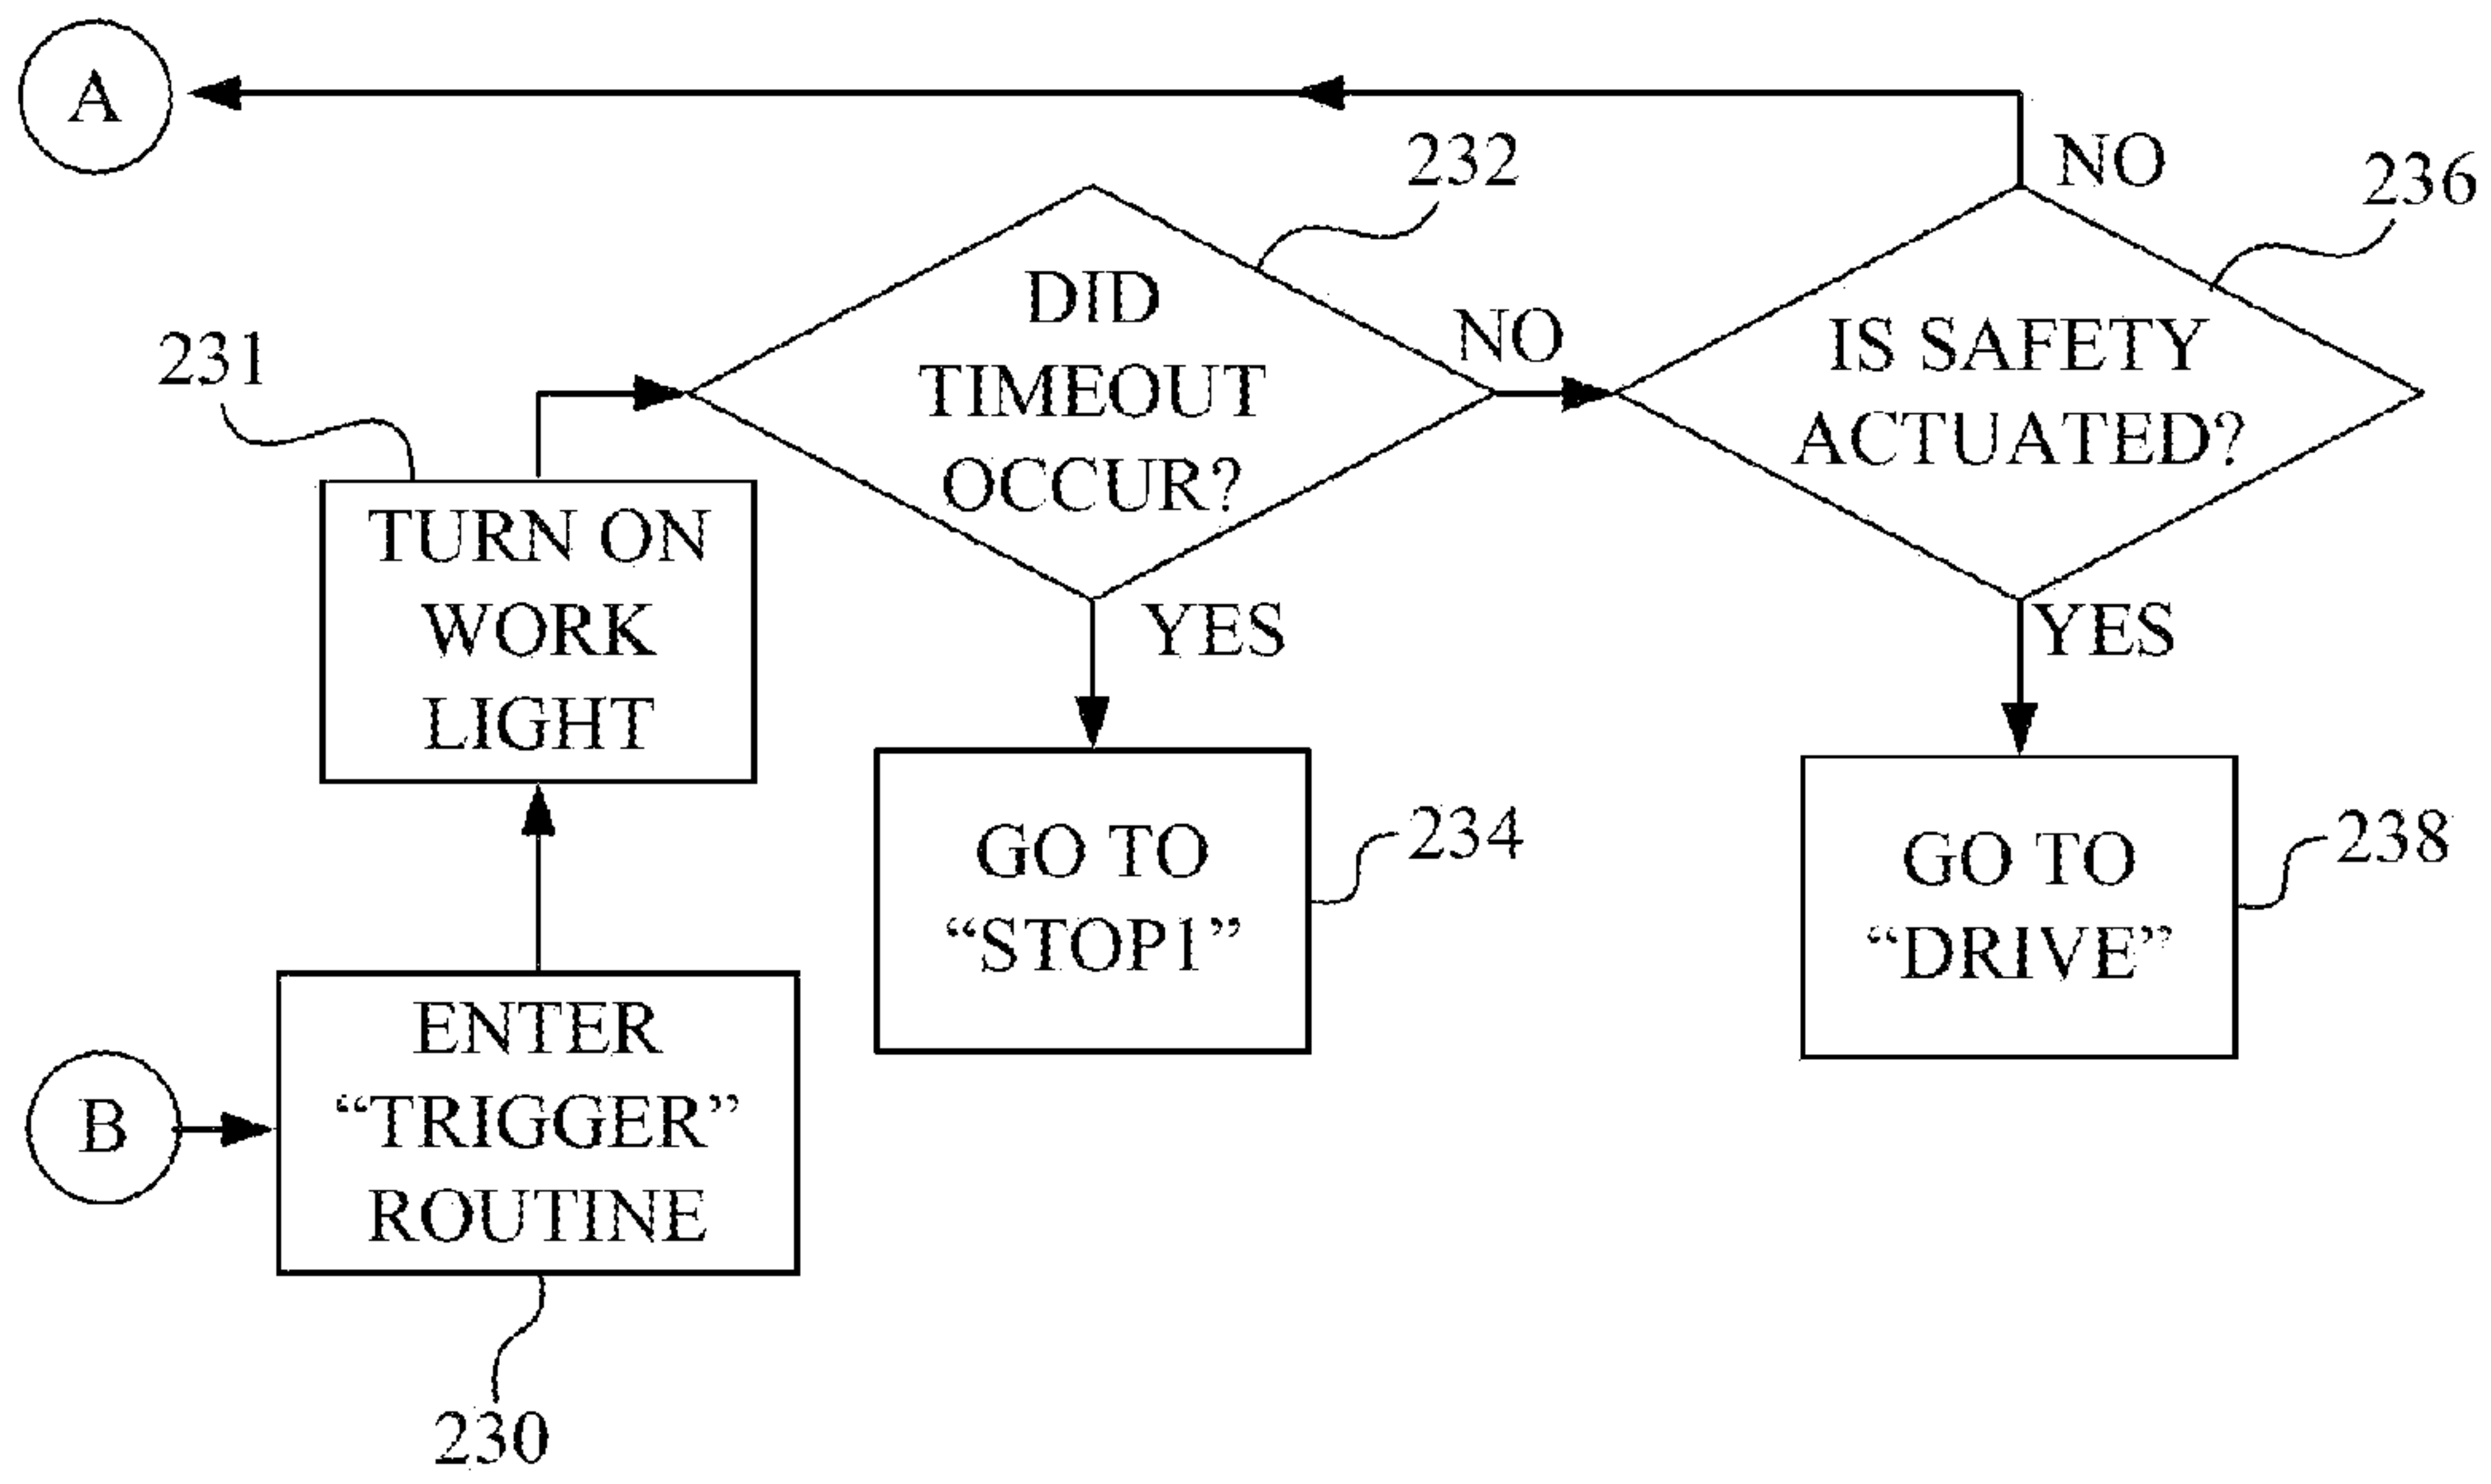 A
NO
232
236
DID
TIMEOUT
OCCUR?
NO
IS SAFETY
ACTUATED?
231
TURN ON
WORK
LIGHT
YES
YES
GO TO
“STOP1”
234
GO TO
“DRIVE”
238
B
ENTER
“TRIGGER”
ROUTINE
230